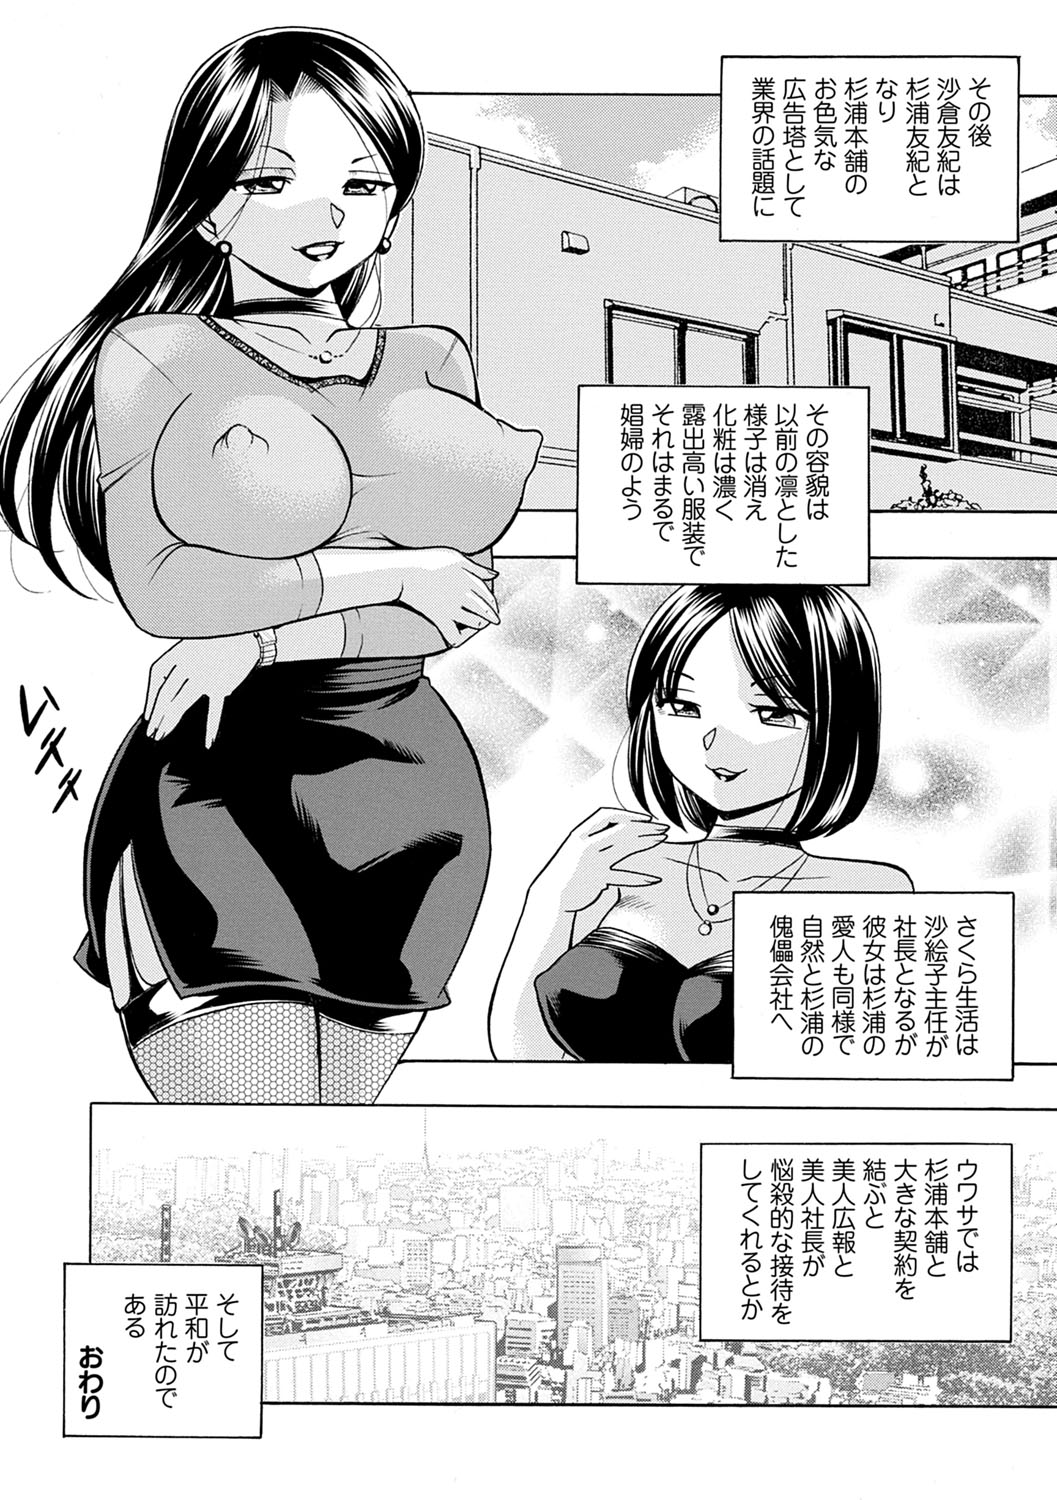 その後
沙倉友紀は
杉浦友紀と
なり
杉浦本舗の
お色気な
広告塔として
業界の話題に
その容貌は
以前の凛とした
様子は消え
化粧は濃く
露出高い服装で
それはまるで
娼婦のよう
ムチチ
さくら生活は
沙絵子主任が
社長となるが
彼女は杉浦の
愛人も同様で
自然と杉浦の
傀儡会社へ
ウワサでは
杉浦本舗と
大きな契約を
結ぶと
美人広報と
美人社長が
悩殺的な接待を
してくれるとか
そして
平和が
訪れたので
ある
おわり